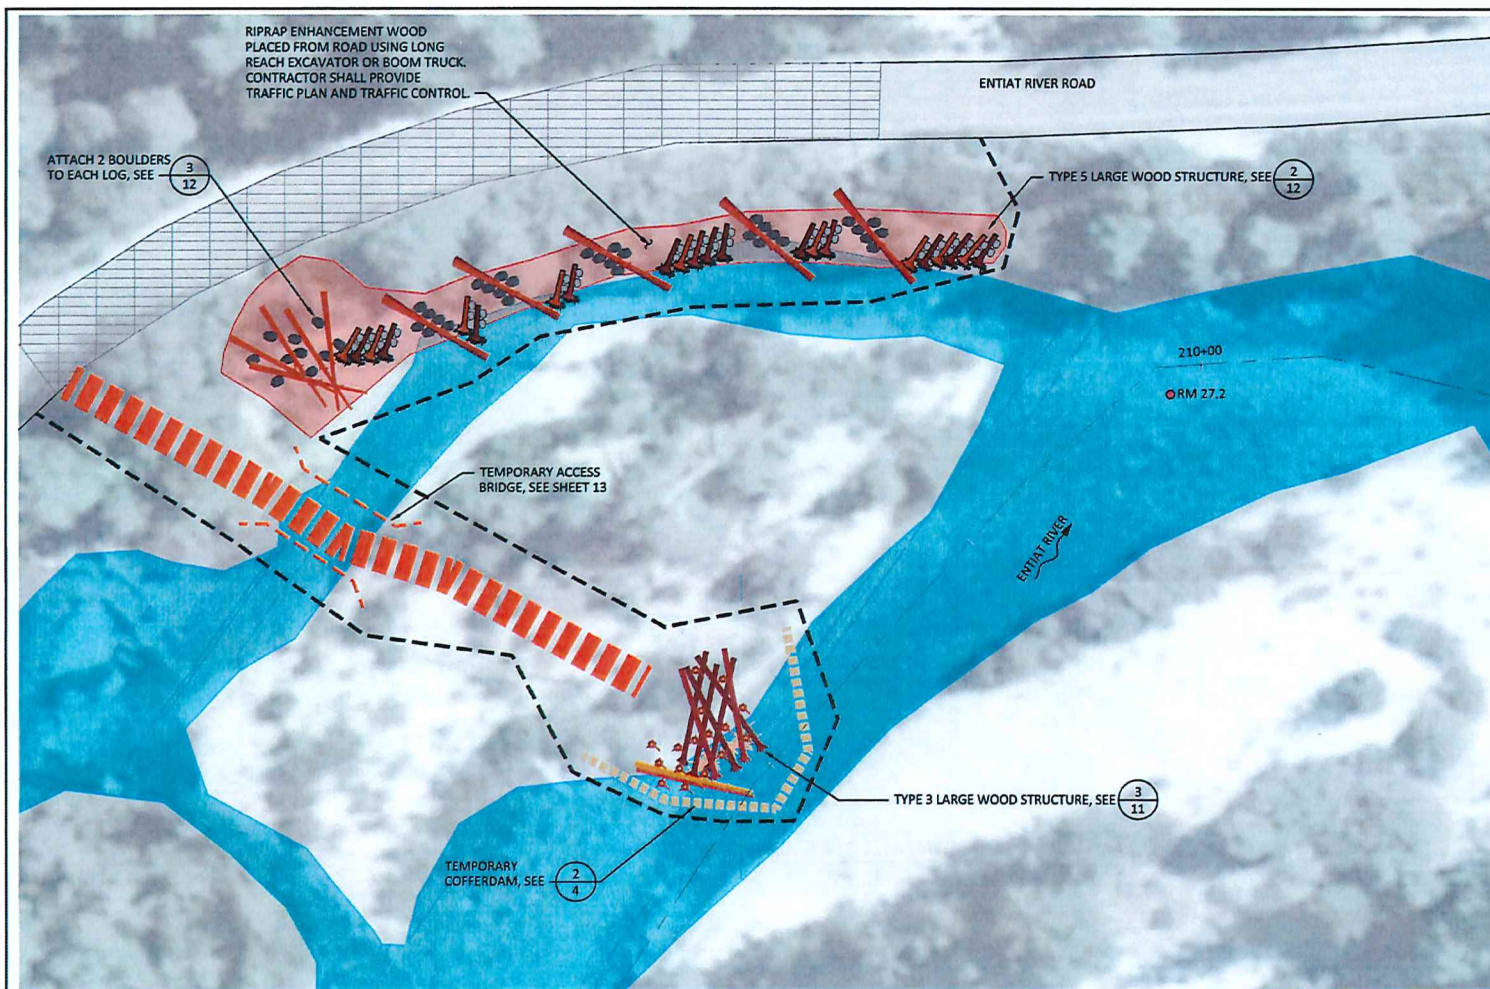 RIPRAP ENHANCEMENT WOOD
PLACED FROM ROAD USING LONG
REACH EXCAVATOR OR BOOM TRUCK.
CONTRACTOR SHALL PROVIDE
TRAFFIC PLAN AND TRAFFIC CONTROL.
ENTIAT RIVER ROAD
ATTACH 2 BOULDERS
TO EACH LOG, SEE
3
12
TYPE 5 LARGE WOOD STRUCTURE, SEE
2
12
210+00
RM 27.2
TEMPORARY ACCESS
BRIDGE, SEE SHEET 13
ENTIAT RIVER
TYPE 3 LARGE WOOD STRUCTURE, SEE
3
11
TEMPORARY
COFFERDAM, SEE
2
4